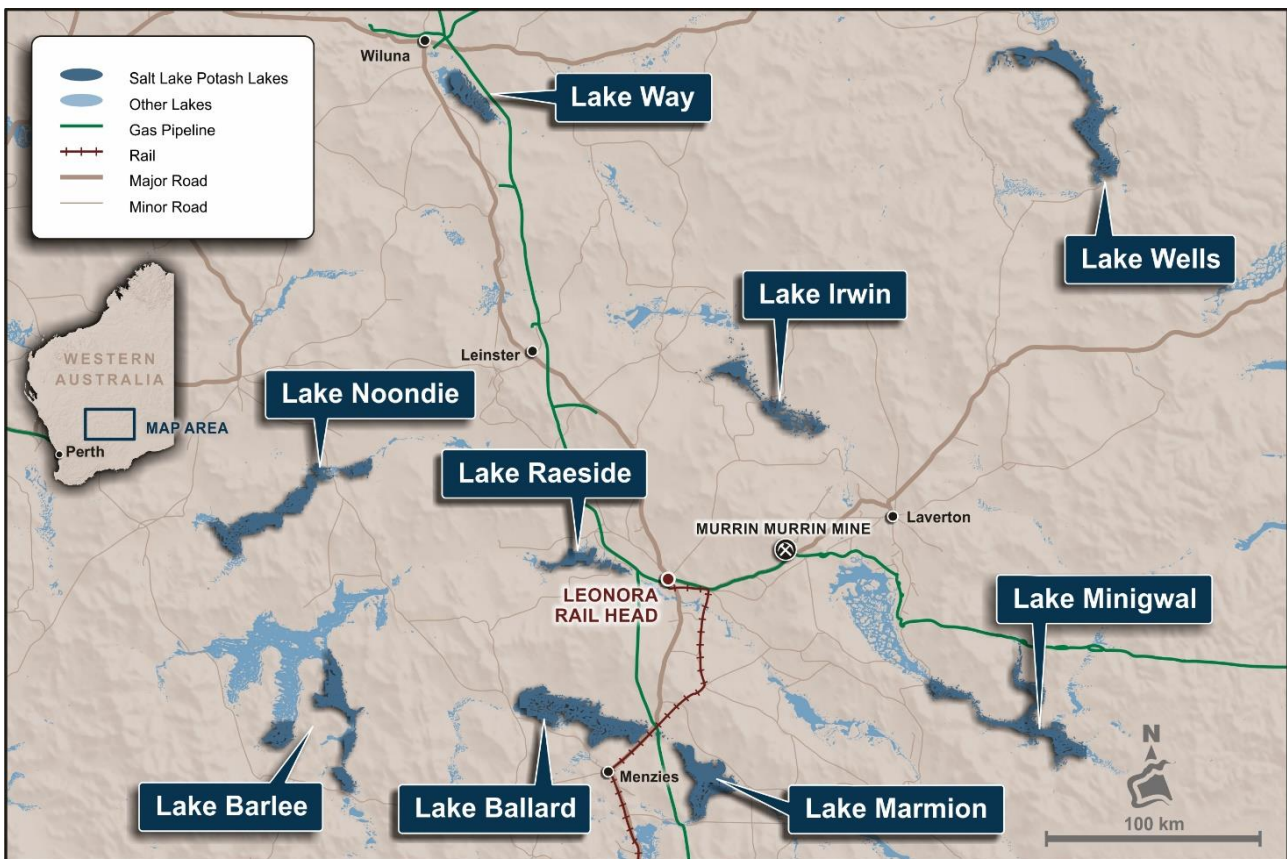 Salt Lake Potash Lakes
Other Lakes
Gas Pipeline
Rail
Major Road
Minor Road
Wiluna
Lake Way
Lake Wells
Lake Irwin
Leinster
WESTERN
AUSTRALIA
MAP AREA
Perth
Lake Noondie
Lake Raeside
MURRIN MURRIN MINE
Laverton
LEONORA
RAIL HEAD
Lake Minigwal
Lake Barlee
Lake Ballard
Menzies
Lake Marmion
N
100 km